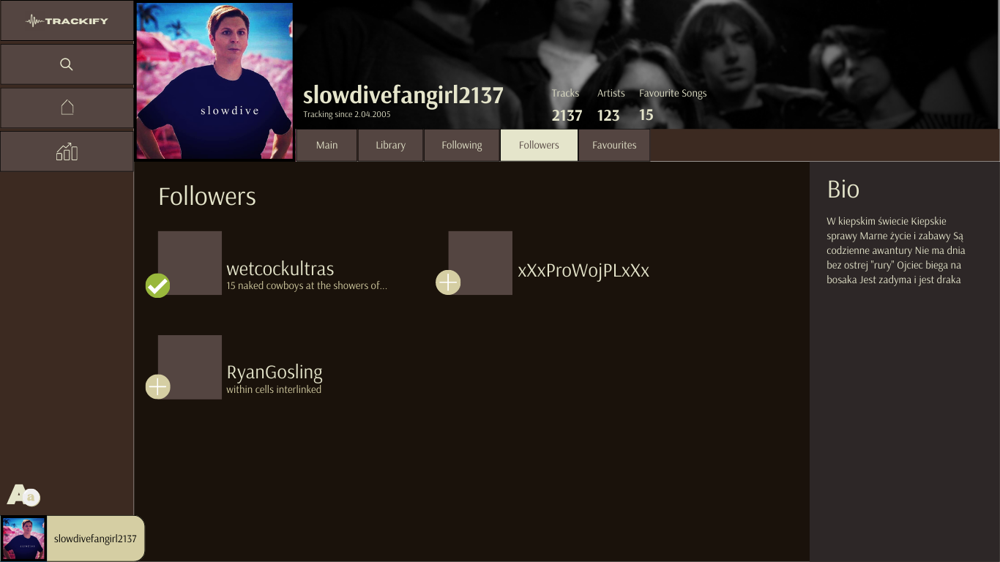 TRACKIFY
slowdive
slowdivefangirl2137
Tracking since 2.04.2005
Tracks
2137
Artists
123
Favourite Songs
15
Main
Library
Following
Followers
Favourites
Followers
wetcockultras
15 naked cowboys at the showers of...
xXxProWojPLxXx
RyanGosling
within cells interlinked
Bio
W kiepskim świecie Kiepskie
sprawy Marne życie i zabawy Są
codzienne awantury Nie ma dnia
bez ostrej "rury" Ojciec biega na
bosaka Jest zadyma i jest draka
Aa
slowdive
slowdivefangirl2137